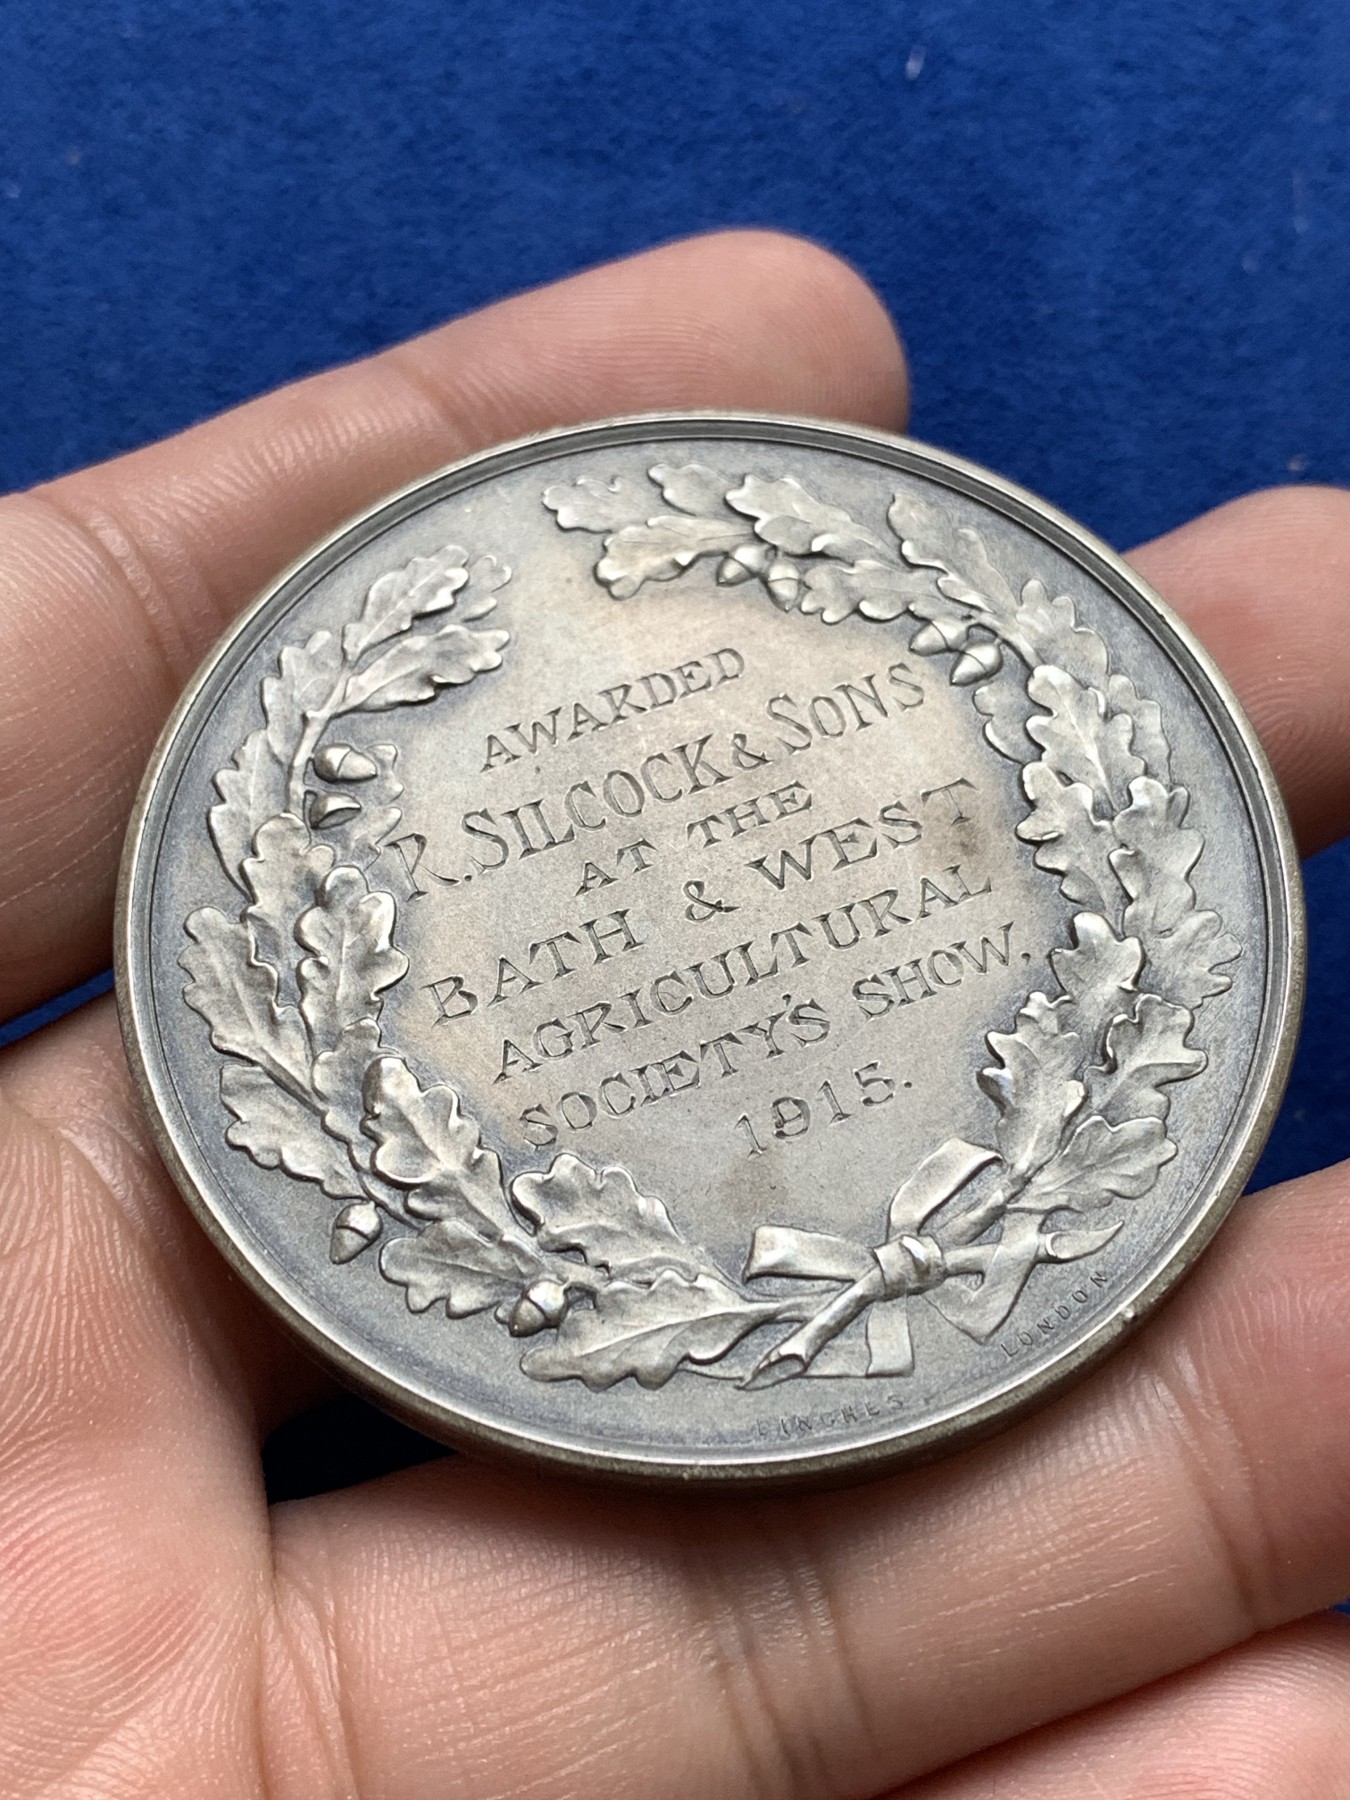 AWARDED
R. SILCOCK & SONS
AT THE
BATH & WEST
AGRICULTURAL
SOCIETY'S SHOW.
1915.
PINCHES LONDON